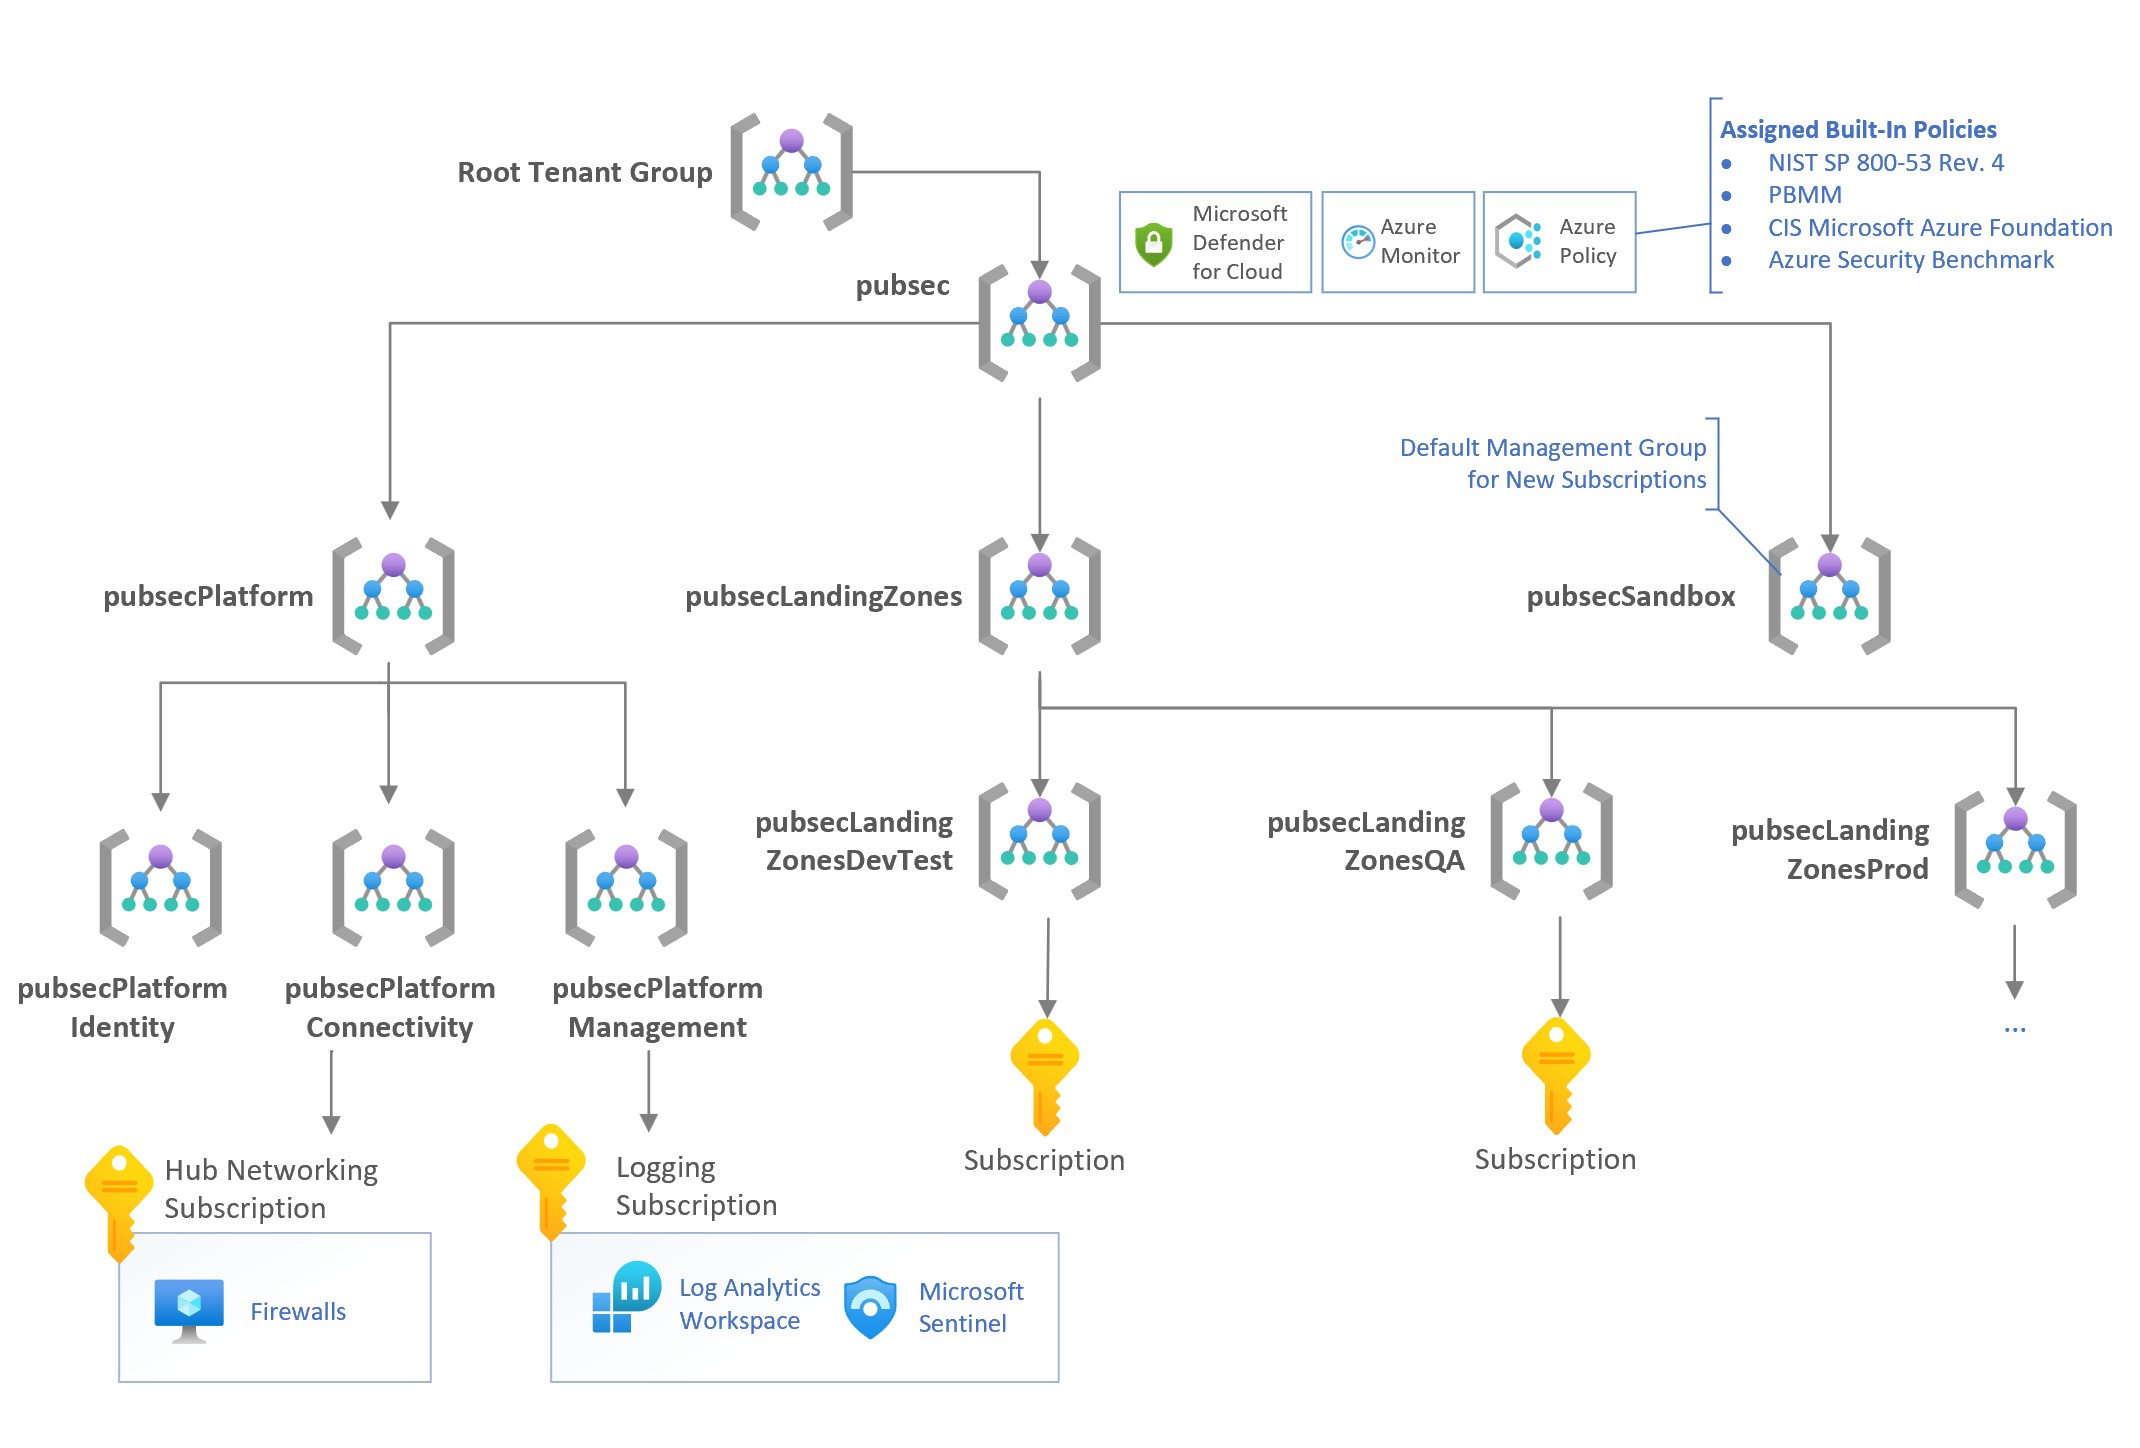 Root Tenant Group
pubsec
Microsoft
Defender
for Cloud
Azure
Monitor
Azure
Policy
Assigned Built-In Policies
• NIST SP 800-53 Rev. 4
• PBMM
• CIS Microsoft Azure Foundation
• Azure Security Benchmark
Default Management Group
for New Subscriptions
pubsecPlatform
pubsecLandingZones
pubsecSandbox
pubsecLanding
ZonesDevTest
pubsecLanding
ZonesQA
pubsecLanding
ZonesProd
pubsecPlatform
Identity
pubsecPlatform
Connectivity
pubsecPlatform
Management
...
Hub Networking
Subscription
Logging
Subscription
Subscription
Subscription
Firewalls
Log Analytics
Workspace
Microsoft
Sentinel